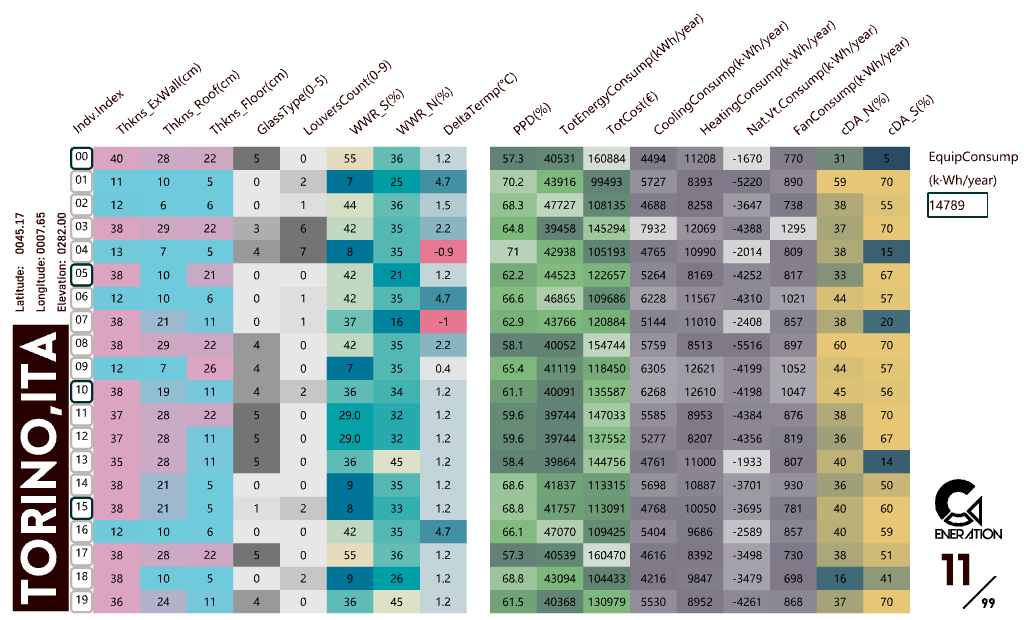 Indv.Index Thkns_ExWall(cm) Thkns_Roof(cm) Thkns_Floor(cm) GlassType(0-5) LouversCount(0-9) WWR_S(%) WWR_N(%) DeltaTermp(°C) PPD(%) TotEnergyConsump(kWh/year) TotCost(€) CoolingConsump(k·Wh/year) HeatingConsump(k·Wh/year) Nat.Vt.Consump(k·Wh/year) FanConsump(k·Wh/year) cDA_N(%) cDA_S(%)
00 40 28 22 5 0 55 36 1.2 57.3 40531 160884 4494 11208 -1670 770 31 5
01 11 10 5 0 2 7 25 4.7 70.2 43916 99493 5727 8393 -5220 890 59 70
02 12 6 6 0 1 44 36 1.5 68.3 47727 108135 4688 8258 -3647 738 38 55
03 38 29 22 3 6 42 35 2.2 64.8 39458 145294 7932 12069 -4388 1295 37 70
04 13 7 5 4 7 8 35 -0.9 71 42938 105193 4765 10990 -2014 809 38 15
05 38 10 21 0 0 42 21 1.2 62.2 44523 122657 5264 8169 -4252 817 33 67
06 12 10 6 0 1 42 35 4.7 66.6 46865 109686 6228 11567 -4310 1021 44 57
07 38 21 11 0 1 37 16 -1 62.9 43766 120884 5144 11010 -2408 857 38 20
08 38 29 22 4 0 42 35 2.2 58.1 40052 154744 5759 8513 -5516 897 60 70
09 12 7 26 4 0 7 35 0.4 65.4 41119 118450 6305 12621 -4199 1052 44 57
10 38 19 11 4 2 36 34 1.2 61.1 40091 135587 6268 12610 -4198 1047 45 56
11 37 28 22 5 0 29.0 32 1.2 59.6 39744 147033 5585 8953 -4384 876 38 70
12 37 28 11 5 0 29.0 32 1.2 59.6 39744 137552 5277 8207 -4356 819 36 67
13 35 28 11 5 0 36 45 1.2 58.4 39864 144756 4761 11000 -1933 807 40 14
14 38 21 5 0 0 9 35 1.2 68.6 41837 113315 5698 10887 -3701 930 36 50
15 38 21 5 1 2 8 33 1.2 68.8 41757 113091 4768 10050 -3695 781 40 60
16 12 10 6 0 0 42 35 4.7 66.1 47070 109425 5404 9686 -2589 857 40 59
17 38 28 22 5 0 55 36 1.2 57.3 40539 160470 4616 8392 -3498 730 38 51
18 38 10 5 0 2 9 26 1.2 68.8 43094 104433 4216 9847 -3479 698 16 41
19 36 24 11 4 0 36 45 1.2 61.5 40368 130979 5530 8952 -4261 868 37 70
EquipConsump
(k·Wh/year)
14789
Latitude: 0045.17
Longitude: 0007.65
Elevation: 0282.00
TORINO,ITA
ENERATION
11
99